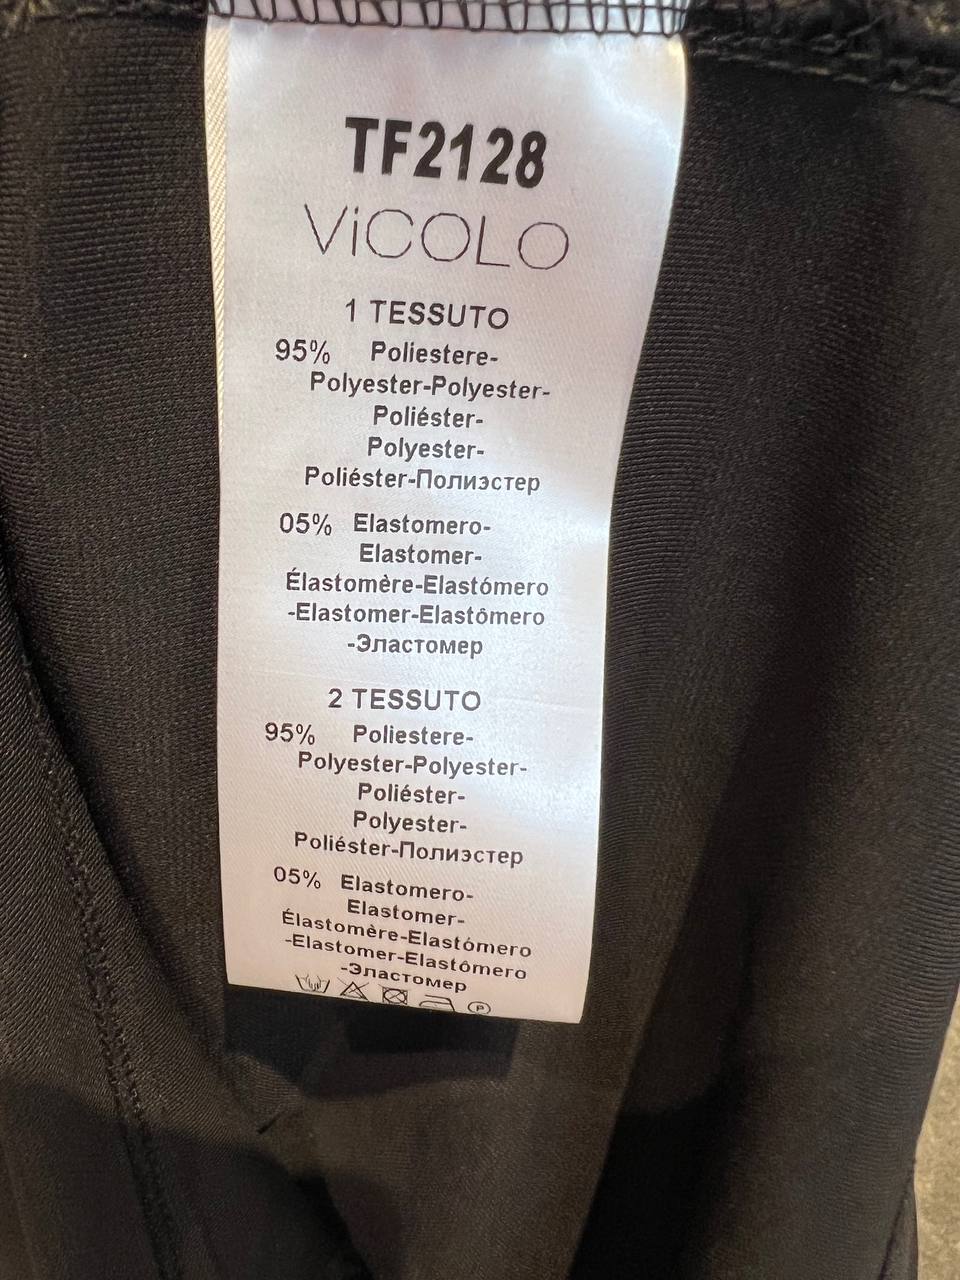 TF2128
ViCOLO
1 TESSUTO
95% Poliestere-
Polyester-Polyester-
Poliéster-
Polyester-
Poliéster-Полиэстер
05% Elastomero-
Elastomer-
Élastomère-Elastómero
-Elastomer-Elastômero
-Эластомер
2 TESSUTO
95% Poliestere-
Polyester-Polyester-
Poliéster-
Polyester-
Poliéster-Полиэстер
05% Elastomero-
Elastomer-
Élastomère-Elastómero
-Elastomer-Elastômero
-Эластомер
P